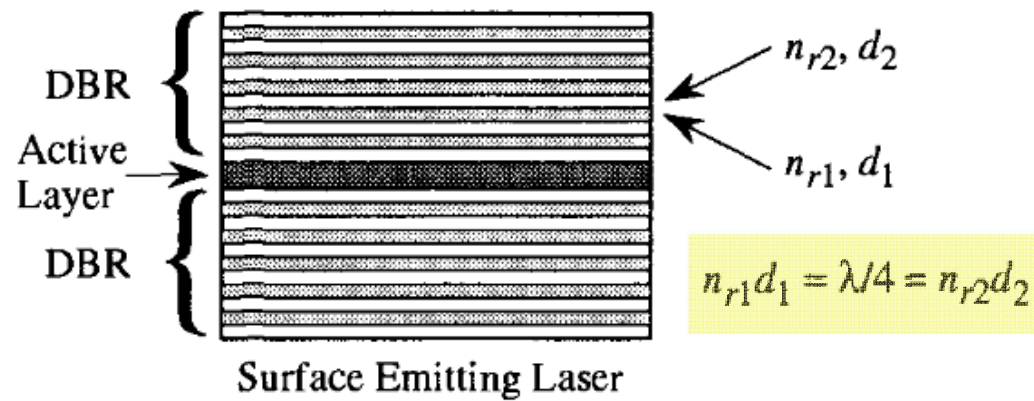 DBR
n_{r2}, d_2
Active
Layer
n_{r1}, d_1
DBR
n_{r1}d_1 = λ/4 = n_{r2}d_2
Surface Emitting Laser